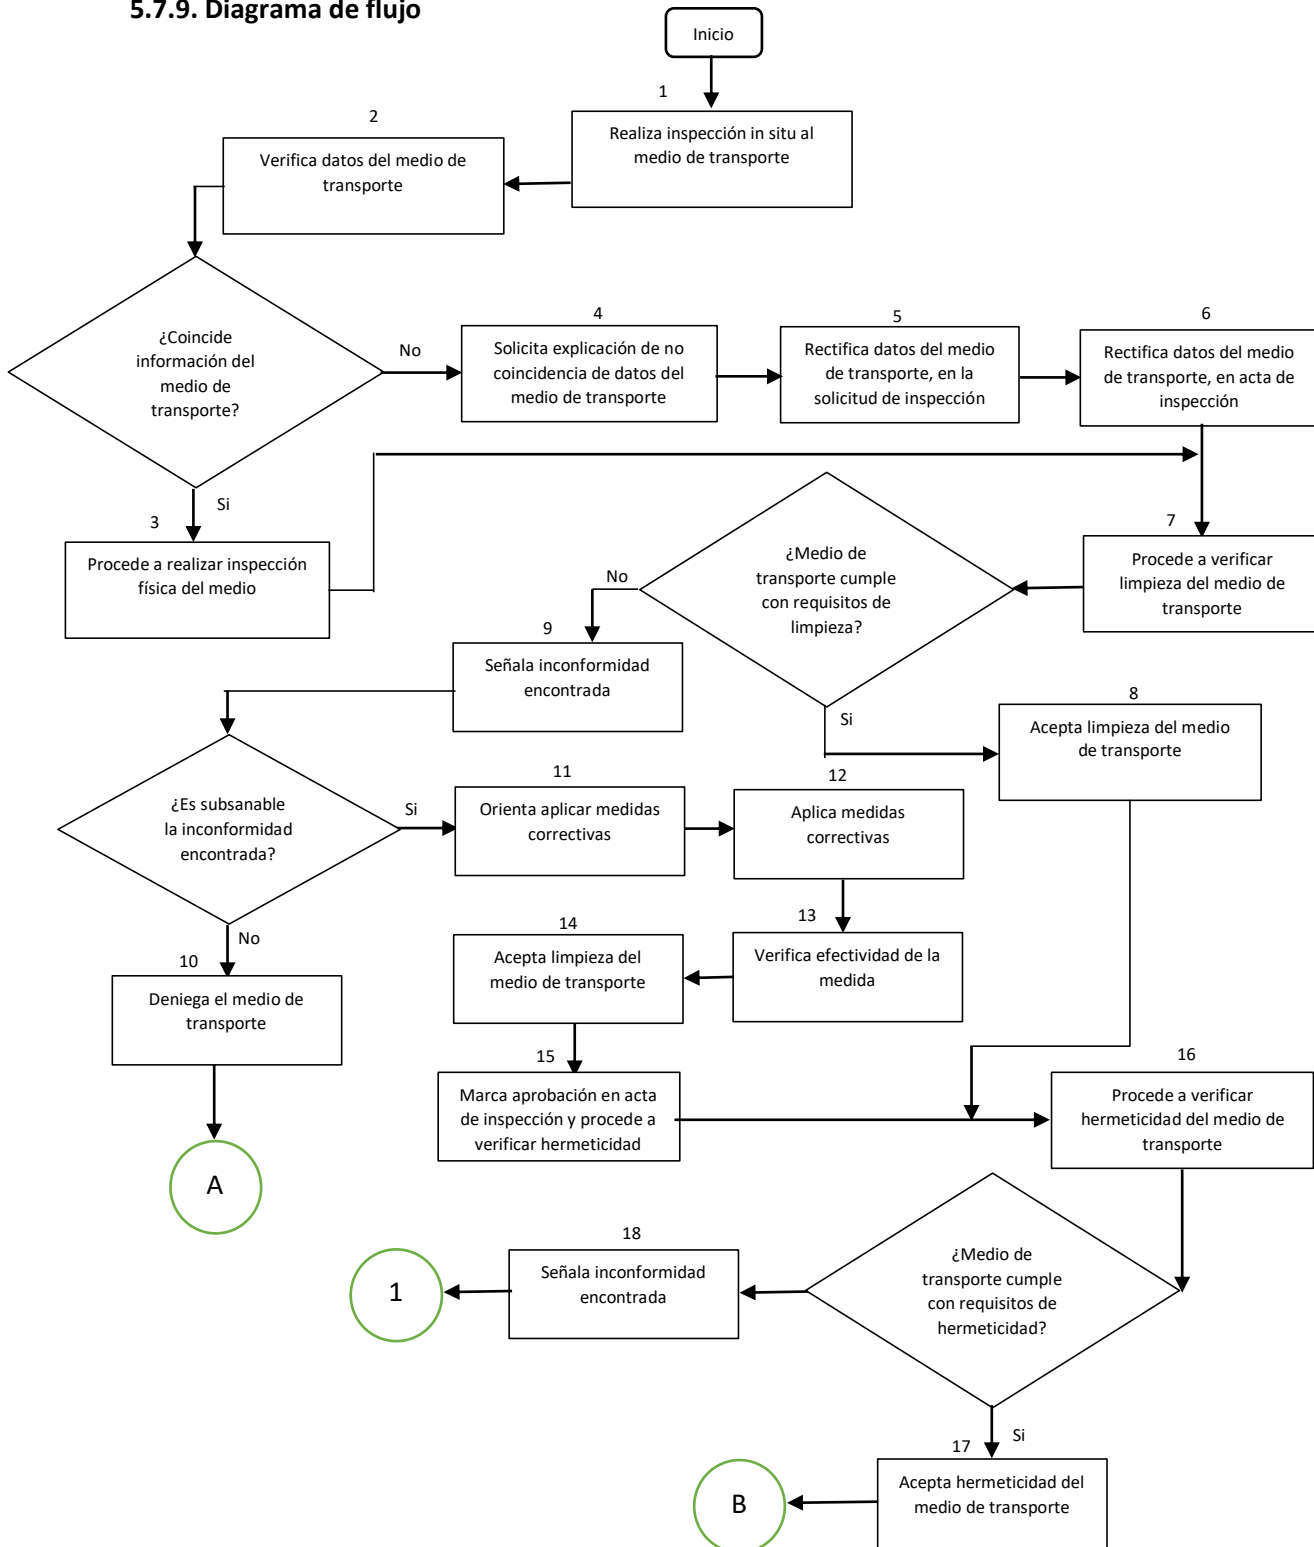 5.7.9. Diagrama de flujo
Inicio
1
Realiza inspección in situ al
medio de transporte
2
Verifica datos del medio de
transporte
¿Coincide
información del
medio de
transporte?
No
4
Solicita explicación de no
coincidencia de datos del
medio de transporte
5
Rectifica datos del medio
de transporte, en la
solicitud de inspección
6
Rectifica datos del medio
de transporte, en acta de
inspección
Si
3
Procede a realizar inspección
física del medio
7
Procede a verificar
limpieza del medio de
transporte
¿Medio de
transporte cumple
con requisitos de
limpieza?
No
9
Señala inconformidad
encontrada
Si
8
Acepta limpieza del medio
de transporte
¿Es subsanable
la inconformidad
encontrada?
Si
11
Orienta aplicar medidas
correctivas
12
Aplica medidas
correctivas
No
10
Deniega el medio de
transporte
13
Verifica efectividad de la
medida
14
Acepta limpieza del
medio de transporte
15
Marca aprobación en acta
de inspección y procede a
verificar hermeticidad
16
Procede a verificar
hermeticidad del medio de
transporte
A
¿Medio de
transporte cumple
con requisitos de
hermeticidad?
18
Señala inconformidad
encontrada
1
Si
17
Acepta hermeticidad del
medio de transporte
B